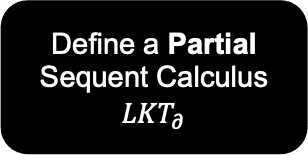 Define a Partial
Sequent Calculus
LKT∂